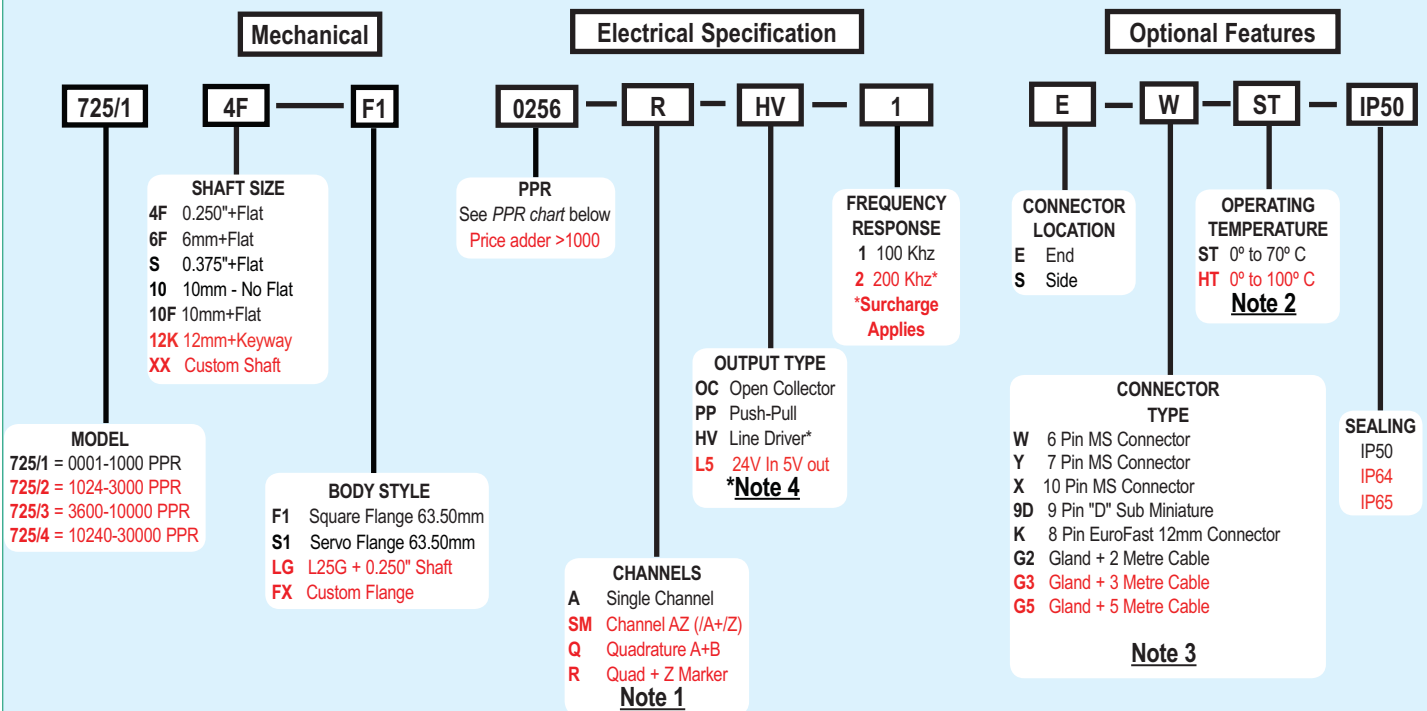 Mechanical
Electrical Specification
Optional Features
725/1
4F
F1
0256
R
HV
1
E
W
ST
IP50
SHAFT SIZE
4F 0.250"+Flat
6F 6mm+Flat
S 0.375"+Flat
10 10mm - No Flat
10F 10mm+Flat
12K 12mm+Keyway
XX Custom Shaft
MODEL
725/1 = 0001-1000 PPR
725/2 = 1024-3000 PPR
725/3 = 3600-10000 PPR
725/4 = 10240-30000 PPR
BODY STYLE
F1 Square Flange 63.50mm
S1 Servo Flange 63.50mm
LG L25G + 0.250" Shaft
FX Custom Flange
PPR
See PPR chart below
Price adder >1000
CHANNELS
A Single Channel
SM Channel AZ (/A+/Z)
Q Quadrature A+B
R Quad + Z Marker
Note 1
OUTPUT TYPE
OC Open Collector
PP Push-Pull
HV Line Driver*
L5 24V In 5V out
*Note 4
FREQUENCY
RESPONSE
1 100 Khz
2 200 Khz*
*Surcharge
Applies
CONNECTOR
LOCATION
E End
S Side
CONNECTOR
TYPE
W 6 Pin MS Connector
Y 7 Pin MS Connector
X 10 Pin MS Connector
9D 9 Pin "D" Sub Miniature
K 8 Pin EuroFast 12mm Connector
G2 Gland + 2 Metre Cable
G3 Gland + 3 Metre Cable
G5 Gland + 5 Metre Cable
Note 3
OPERATING
TEMPERATURE
ST 0º to 70º C
HT 0º to 100º C
Note 2
SEALING
IP50
IP64
IP65